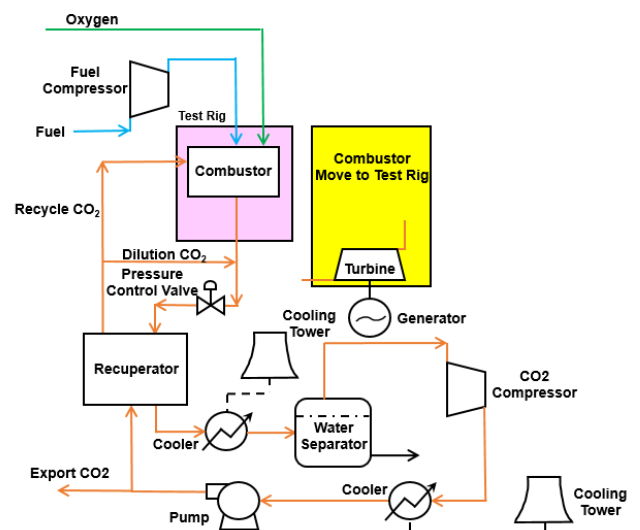 Oxygen
Fuel
Compressor
Fuel
Test Rig
Combustor
Combustor
Move to Test Rig
Recycle CO₂
Dilution CO₂
Pressure
Control Valve
Turbine
Generator
Cooling
Tower
Recuperator
CO2
Compressor
Water
Separator
Cooler
Export CO2
Cooler
Cooling
Tower
Pump